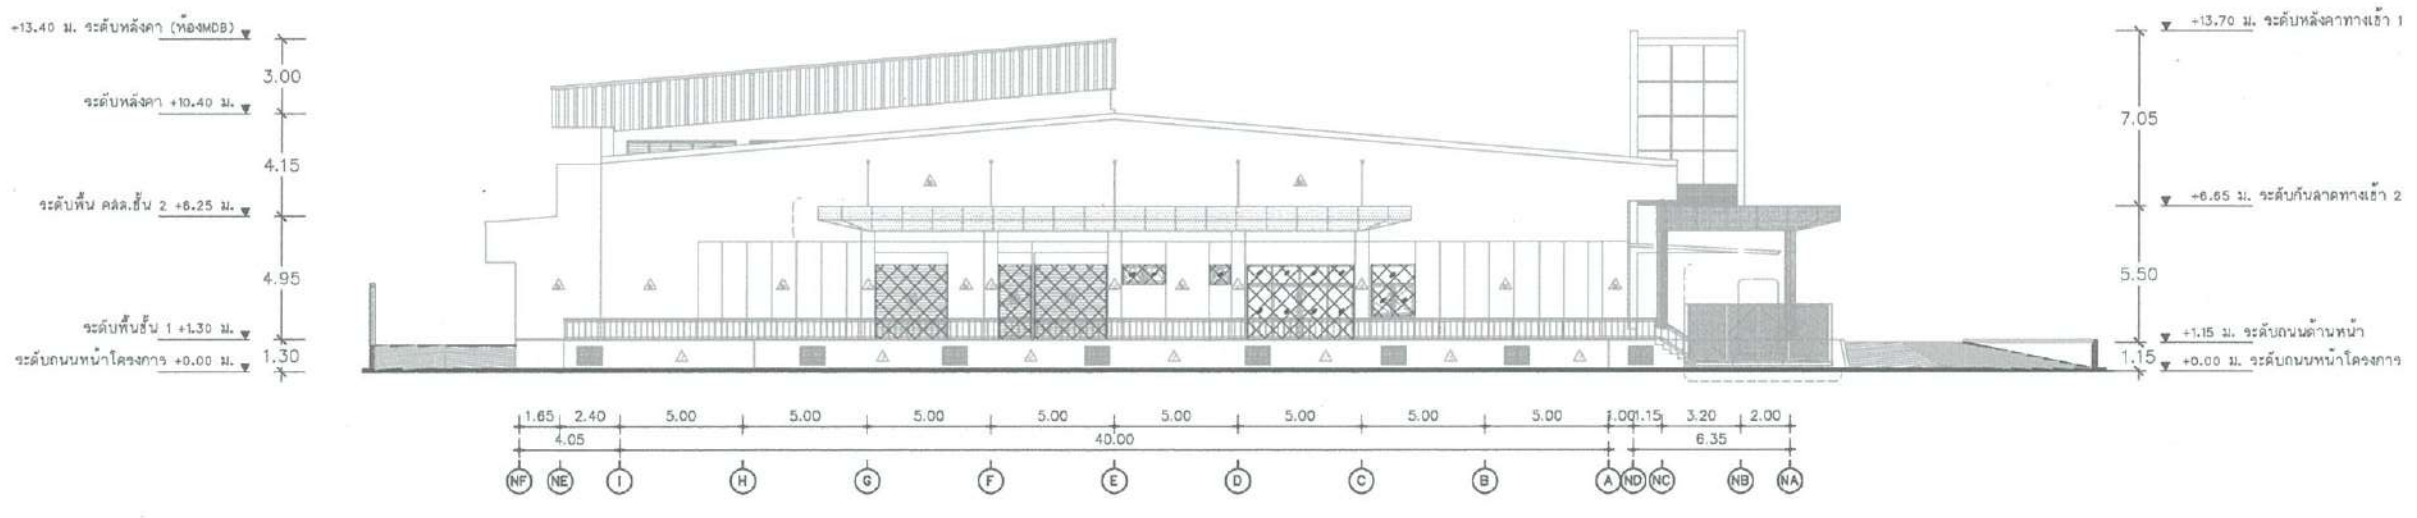 +13.40 ม. ระดับหลังคา (ห้องMDB)
3.00
ระดับหลังคา +10.40 ม.
4.15
ระดับพื้น คสล.ชั้น 2 +6.25 ม.
4.95
ระดับพื้นชั้น 1 +1.30 ม.
1.30
ระดับถนนหน้าโครงการ +0.00 ม.
+13.70 ม. ระดับหลังคาทางเข้า 1
7.05
+6.65 ม. ระดับกันสาดทางเข้า 2
5.50
+1.15 ม. ระดับถนนด้านหน้า
1.15
+0.00 ม. ระดับถนนหน้าโครงการ
1.65 2.40 5.00 5.00 5.00 5.00 5.00 5.00 5.00 5.00 1.00 1.15 3.20 2.00
4.05 40.00 6.35
NF NE I H G F E D C B A ND NC NB NA